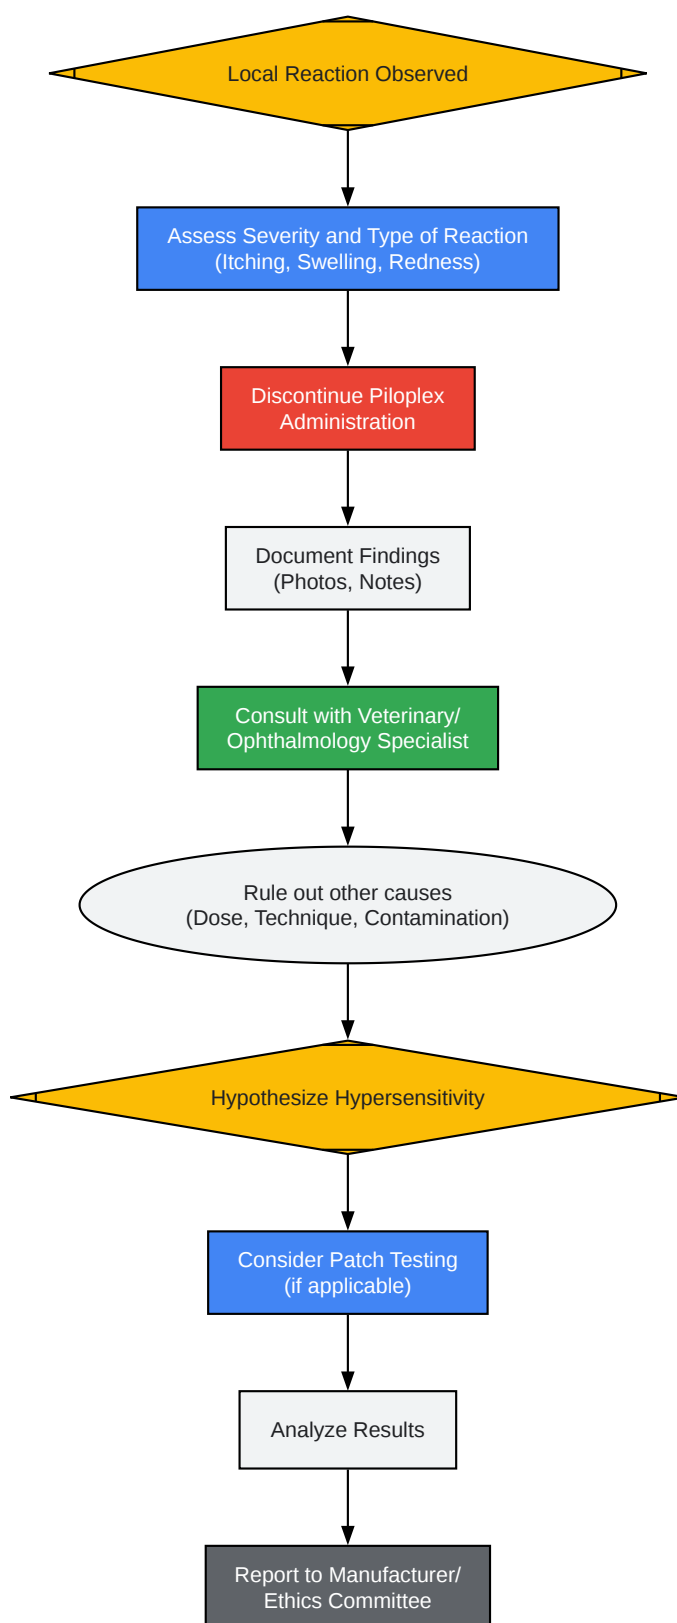 Local Reaction Observed
Assess Severity and Type of Reaction
(Itching, Swelling, Redness)
Discontinue Piloplex
Administration
Document Findings
(Photos, Notes)
Consult with Veterinary/
Ophthalmology Specialist
Rule out other causes
(Dose, Technique, Contamination)
Hypothesize Hypersensitivity
Consider Patch Testing
(if applicable)
Analyze Results
Report to Manufacturer/
Ethics Committee